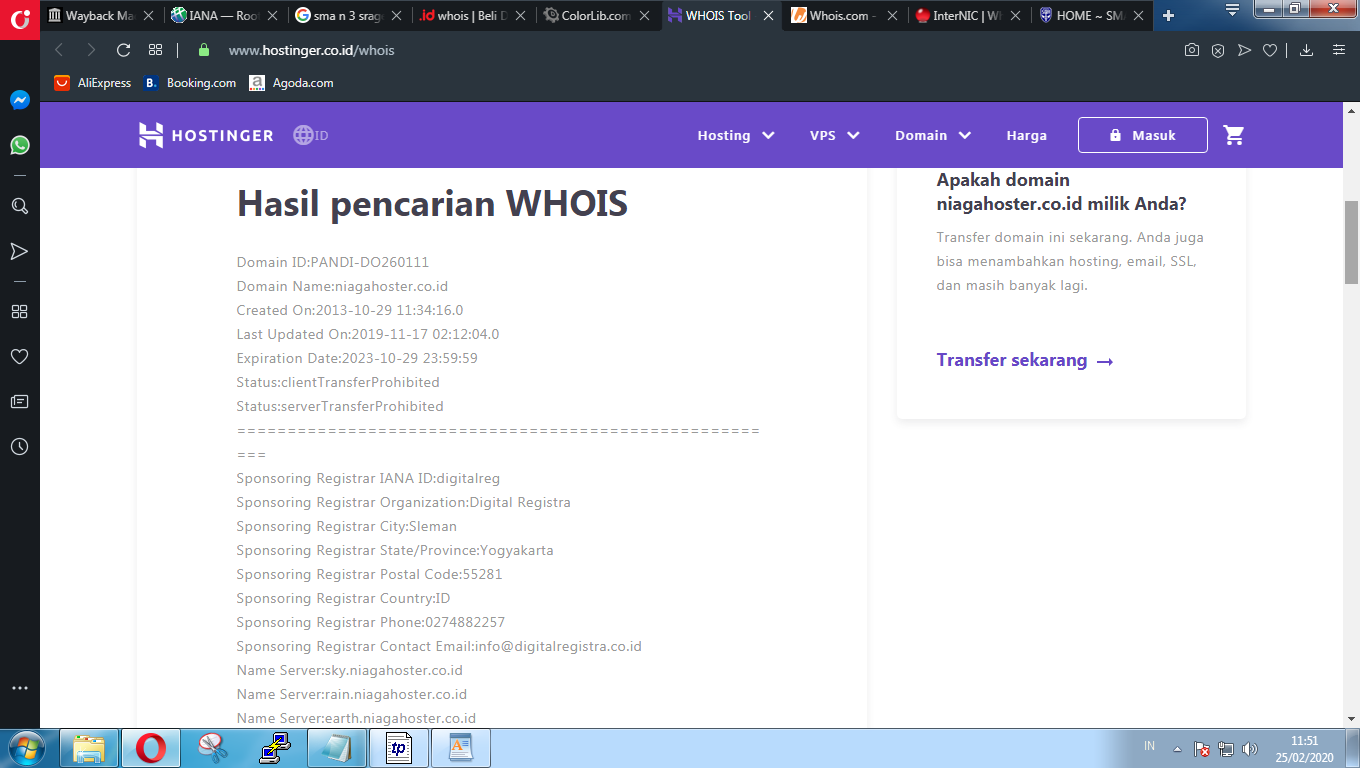 Wayback Ma
IANA — Root
sma n 3 srage
.id whois | Beli D
ColorLib.com
WHOIS Tool
Whois.com -
InterNIC | Wh
HOME ~ SMA
www.hostinger.co.id/whois
AliExpress
B. Booking.com
a Agoda.com
HOSTINGER
ID
Hosting
VPS
Domain
Harga
Masuk
Hasil pencarian WHOIS
Domain ID:PANDI-DO260111
Domain Name:niagahoster.co.id
Created On:2013-10-29 11:34:16.0
Last Updated On:2019-11-17 02:12:04.0
Expiration Date:2023-10-29 23:59:59
Status:clientTransferProhibited
Status:serverTransferProhibited
====================================================
===
Sponsoring Registrar IANA ID:digitalreg
Sponsoring Registrar Organization:Digital Registra
Sponsoring Registrar City:Sleman
Sponsoring Registrar State/Province:Yogyakarta
Sponsoring Registrar Postal Code:55281
Sponsoring Registrar Country:ID
Sponsoring Registrar Phone:0274882257
Sponsoring Registrar Contact Email:info@digitalregistra.co.id
Name Server:sky.niagahoster.co.id
Name Server:rain.niagahoster.co.id
Name Server:earth.niagahoster.co.id
Apakah domain
niagahoster.co.id milik Anda?
Transfer domain ini sekarang. Anda juga
bisa menambahkan hosting, email, SSL,
dan masih banyak lagi.
Transfer sekarang →
tp
IN
11:51
25/02/2020